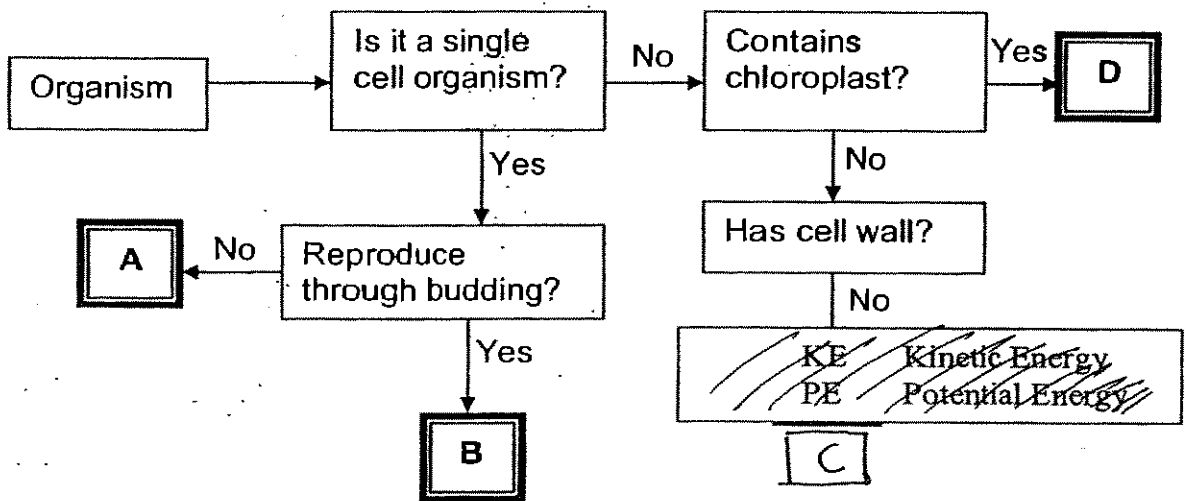 Organism
Is it a single
cell organism?
No
Contains
chloroplast?
Yes
D
Yes
No
A
No
Reproduce
through budding?
Has cell wall?
No
Yes
KE Kinetic Energy
PE Potential Energy
B
C